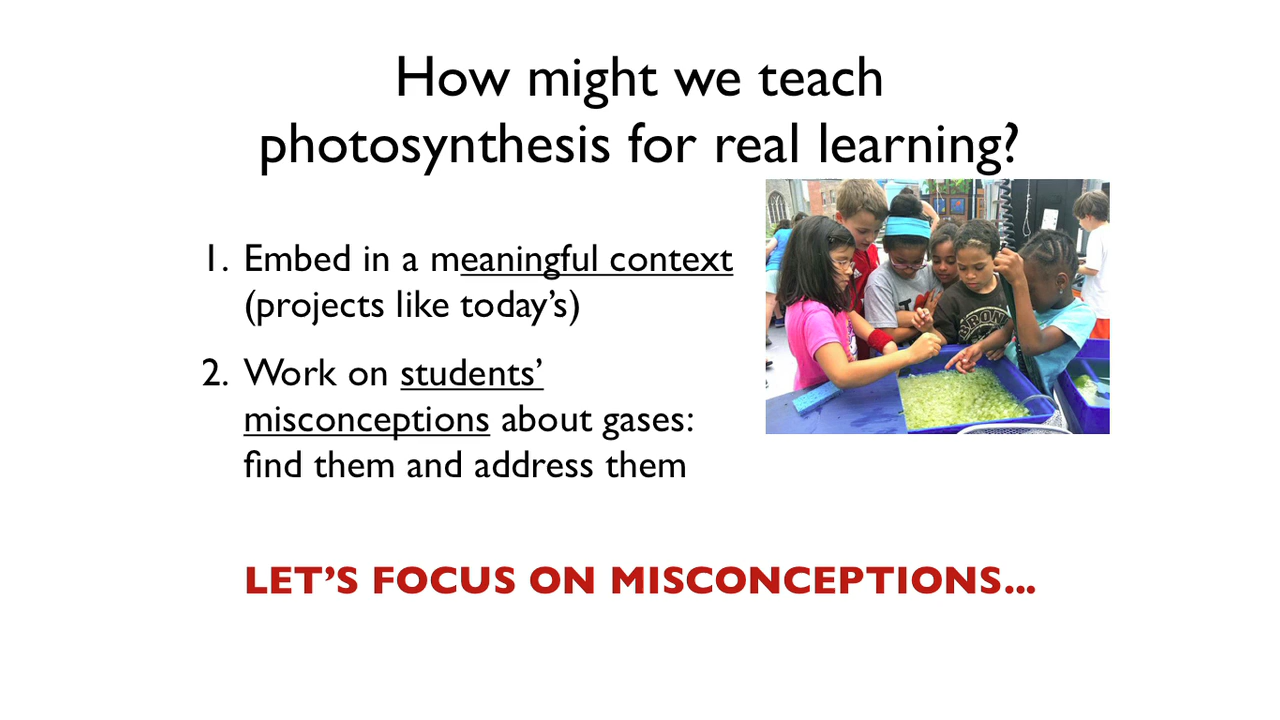 How might we teach
photosynthesis for real learning?
1. Embed in a meaningful context
(projects like today’s)
2. Work on students’
misconceptions about gases:
find them and address them
LET’S FOCUS ON MISCONCEPTIONS...